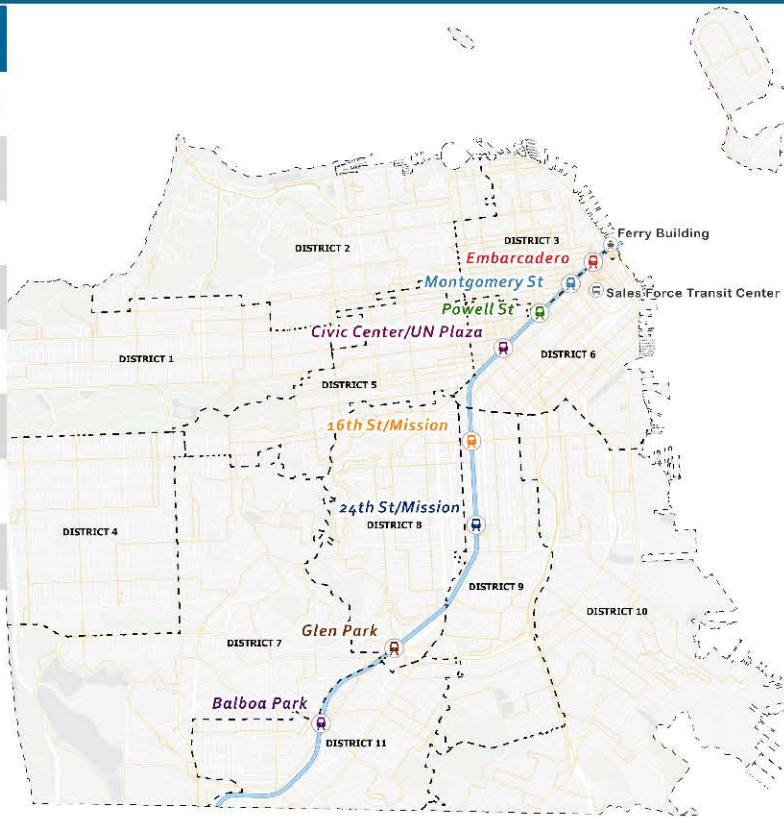 DISTRICT 3
Ferry Building
DISTRICT 2
Embarcadero
Montgomery St
Sales Force Transit Center
Powell St
Civic Center/UN Plaza
DISTRICT 1
DISTRICT 6
DISTRICT 5
16th St/Mission
24th St/Mission
DISTRICT 8
DISTRICT 4
DISTRICT 9
DISTRICT 10
Glen Park
DISTRICT 7
Balboa Park
DISTRICT 11